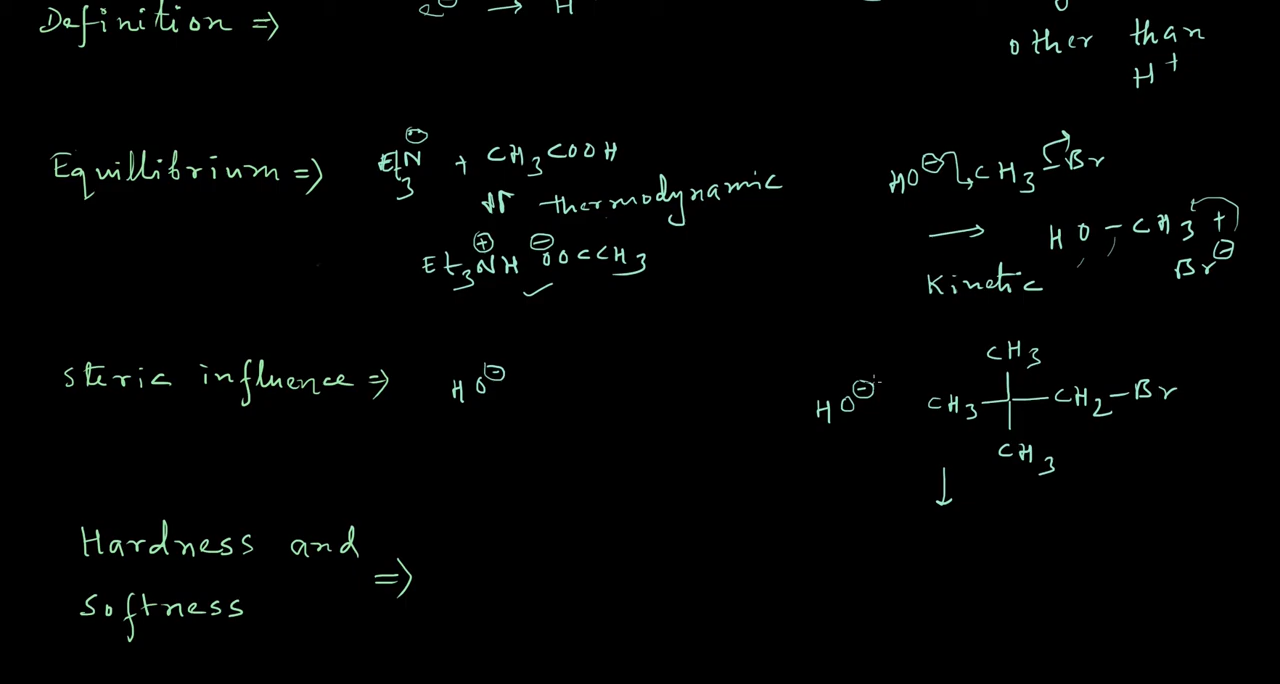 Definition ⇒ e⊖ → H
other than
H+
Equillibrium ⇒ Et3N⊖ + CH3COOH
⇌ thermodynamic
Et3N⊕H ⊖OOCCH3 ✓
HO⊖ CH3–Br
→ HO–CH3 +
Kinetic Br⊖
Steric influence ⇒ HO⊖
HO⊖ CH3
CH3 CH2–Br
CH3
↓
Hardness and
⇒
Softness